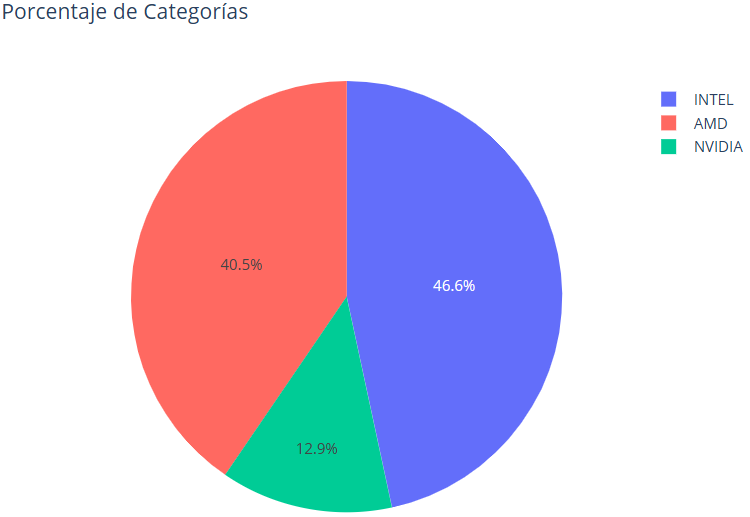 Porcentaje de Categorías
INTEL
AMD
NVIDIA
40.5%
46.6%
12.9%